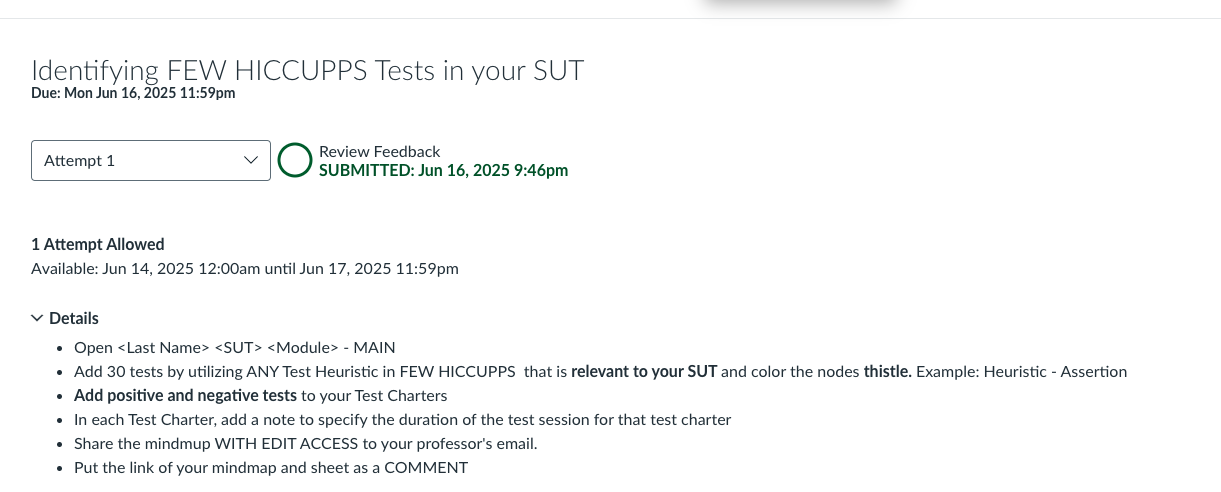 Identifying FEW HICCUPPS Tests in your SUT
Due: Mon Jun 16, 2025 11:59pm
Attempt 1
Review Feedback
SUBMITTED: Jun 16, 2025 9:46pm
1 Attempt Allowed
Available: Jun 14, 2025 12:00am until Jun 17, 2025 11:59pm
Details
Open <Last Name> <SUT> <Module> - MAIN
Add 30 tests by utilizing ANY Test Heuristic in FEW HICCUPPS that is relevant to your SUT and color the nodes thistle. Example: Heuristic - Assertion
Add positive and negative tests to your Test Charters
In each Test Charter, add a note to specify the duration of the test session for that test charter
Share the mindmup WITH EDIT ACCESS to your professor's email.
Put the link of your mindmap and sheet as a COMMENT